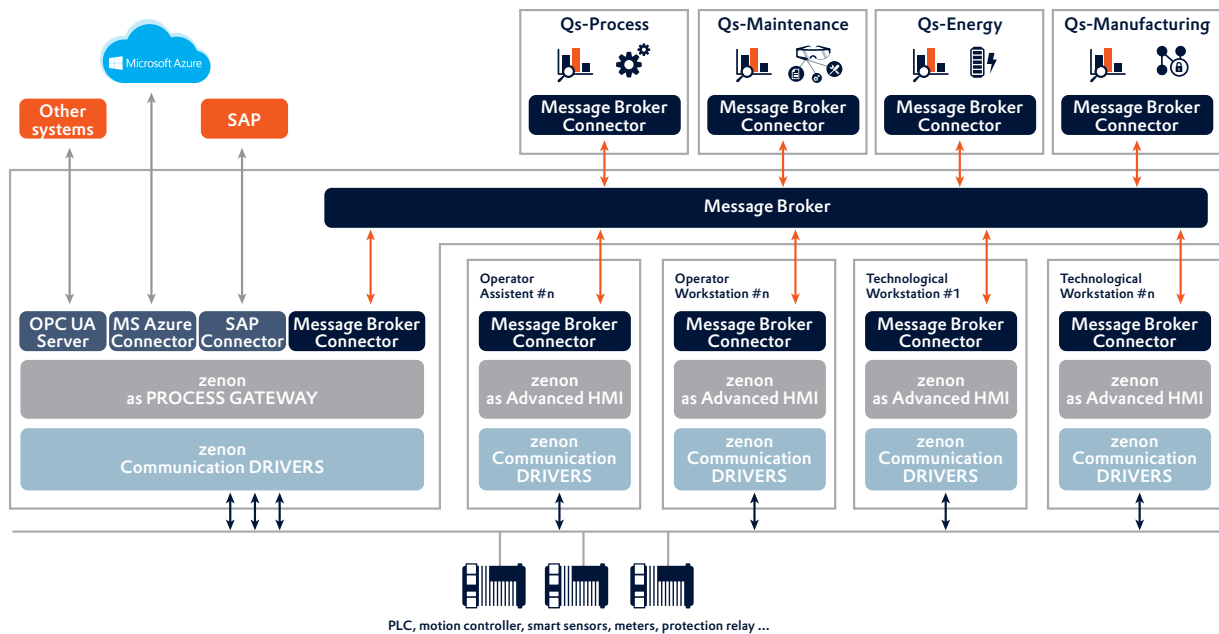 Qs-Process
Qs-Maintenance
Qs-Energy
Qs-Manufacturing
Microsoft Azure
Other
systems
SAP
Message Broker
Connector
Message Broker
Connector
Message Broker
Connector
Message Broker
Connector
Message Broker
Operator
Assistent #n
Operator
Workstation #n
Technological
Workstation #1
Technological
Workstation #n
OPC UA
Server
MS Azure
Connector
SAP
Connector
Message Broker
Connector
Message Broker
Connector
Message Broker
Connector
Message Broker
Connector
Message Broker
Connector
zenon
as PROCESS GATEWAY
zenon
as Advanced HMI
zenon
as Advanced HMI
zenon
as Advanced HMI
zenon
as Advanced HMI
zenon
Communication DRIVERS
zenon
Communication
DRIVERS
zenon
Communication
DRIVERS
zenon
Communication
DRIVERS
zenon
Communication
DRIVERS
PLC, motion controller, smart sensors, meters, protection relay ...